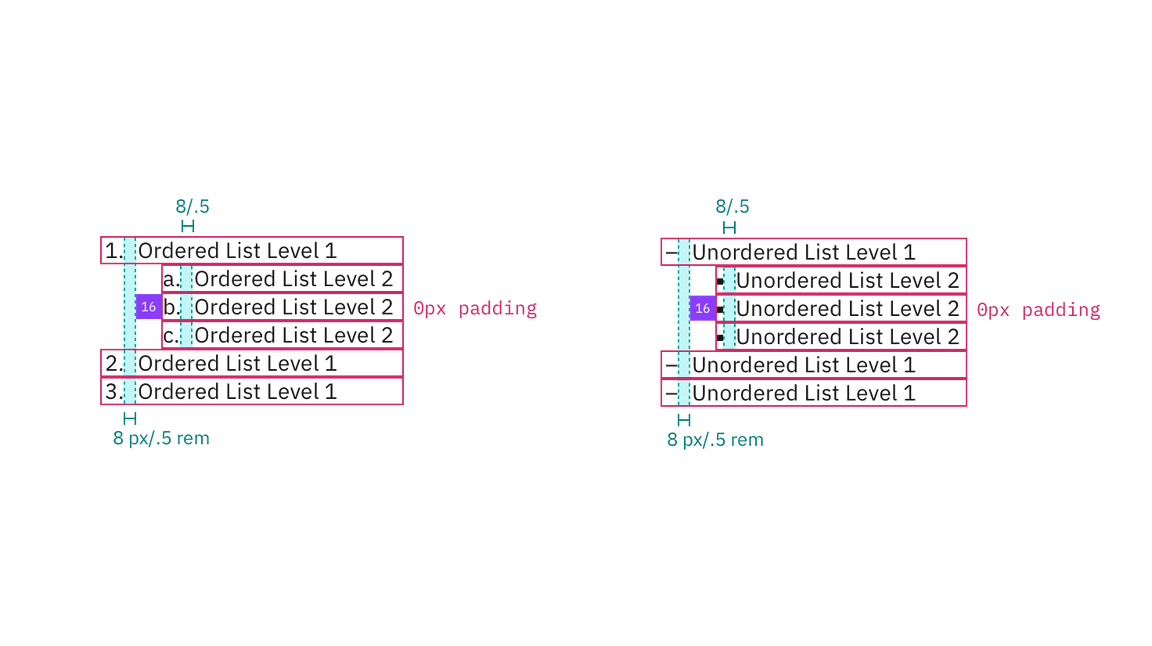 8/.5
1. Ordered List Level 1
a. Ordered List Level 2
16 b. Ordered List Level 2 0px padding
c. Ordered List Level 2
2. Ordered List Level 1
3. Ordered List Level 1
8 px/.5 rem
8/.5
– Unordered List Level 1
▪ Unordered List Level 2
16 ▪ Unordered List Level 2 0px padding
▪ Unordered List Level 2
– Unordered List Level 1
– Unordered List Level 1
8 px/.5 rem